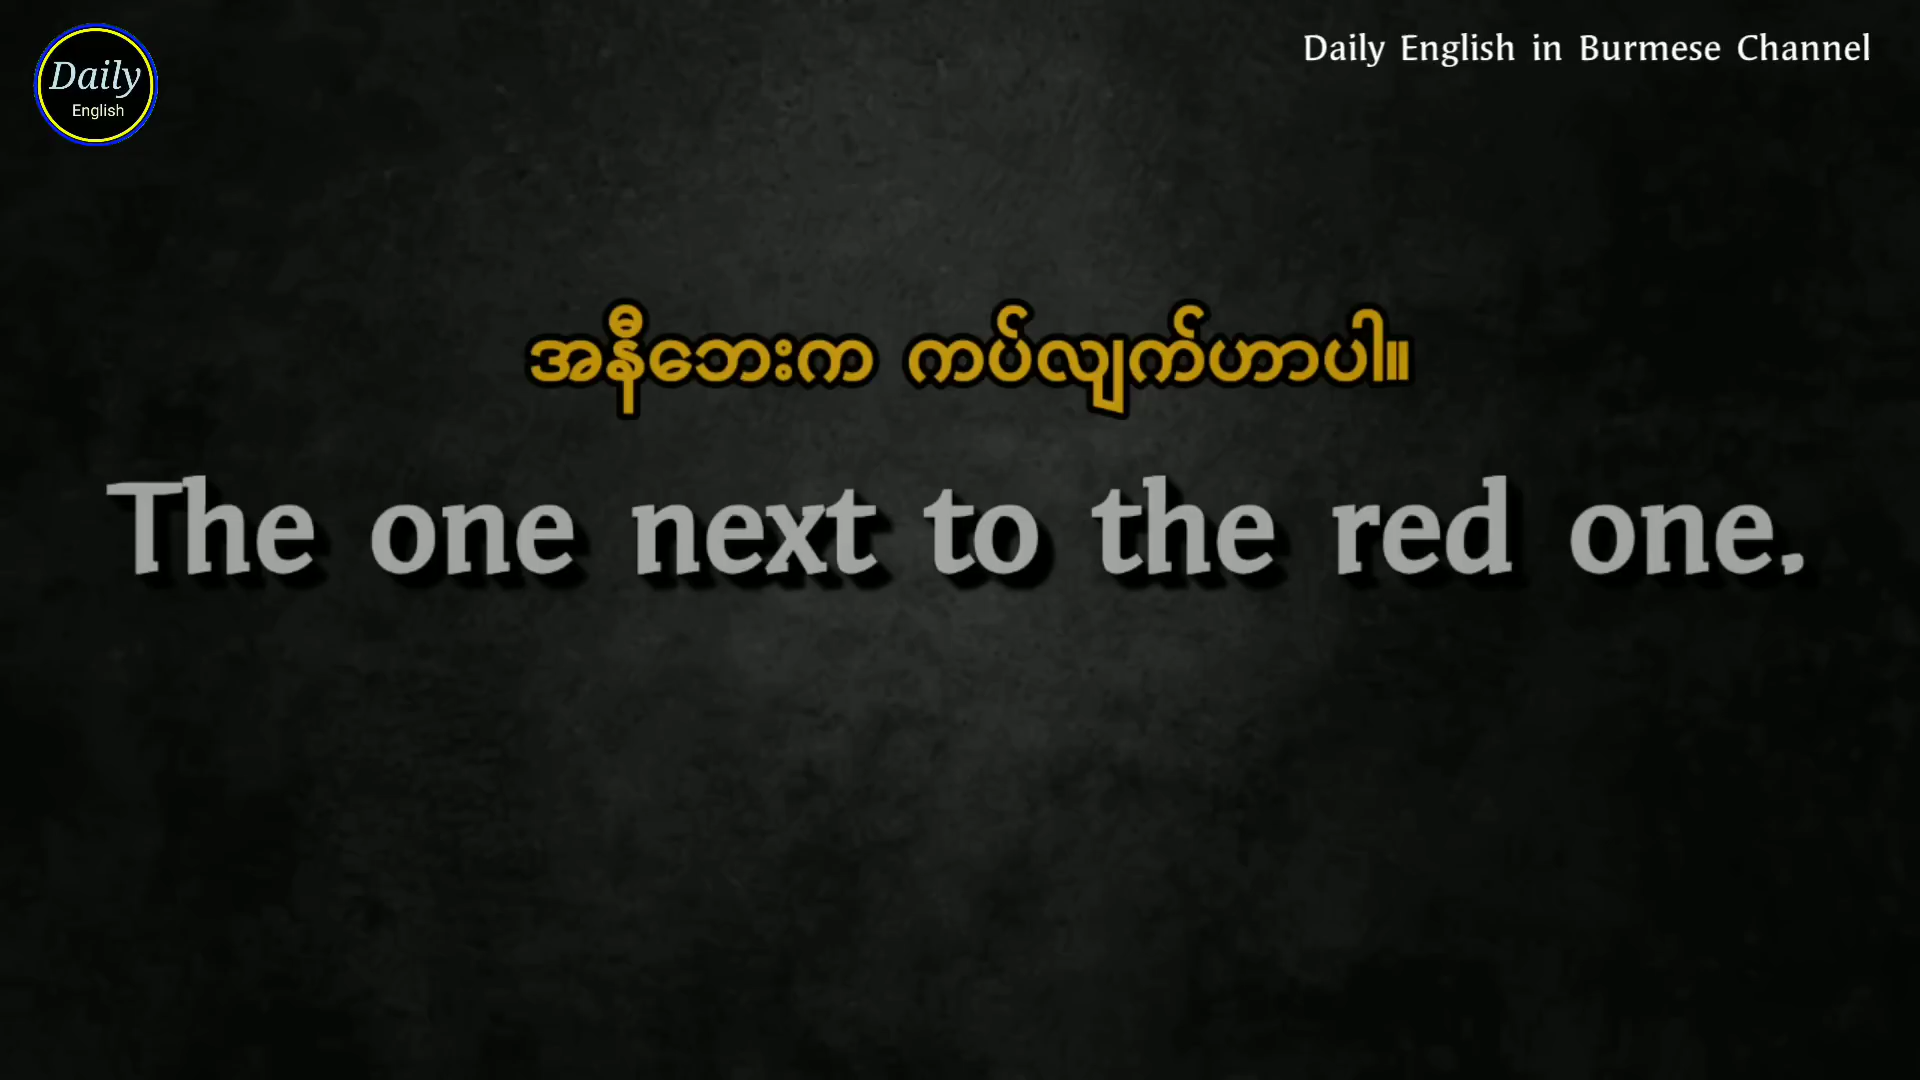 Daily
English
Daily English in Burmese Channel
အနီဘေးက ကပ်လျက်ဟာပါ။
The one next to the red one.